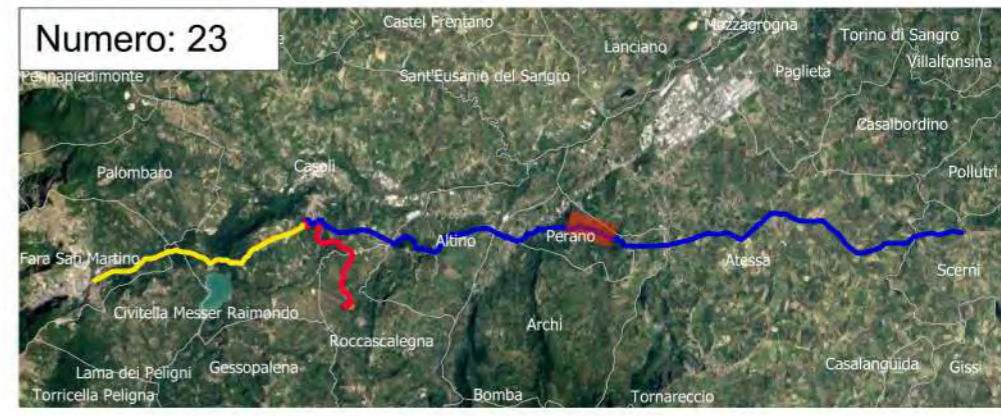 Numero: 23
Castel Frentano
Mozzagrogna
Torino di Sangro
Lanciano
Villalfonsina
Pennapiedimonte
Sant'Eusanio del Sangro
Paglieta
Casalbordino
Palombaro
Casoli
Pollutri
Fara San Martino
Altino
Perano
Atessa
Scerni
Civitella Messer Raimondo
Archi
Roccascalegna
Lama dei Peligni
Gessopalena
Casalanguida
Gissi
Torricella Peligna
Bomba
Tornareccio